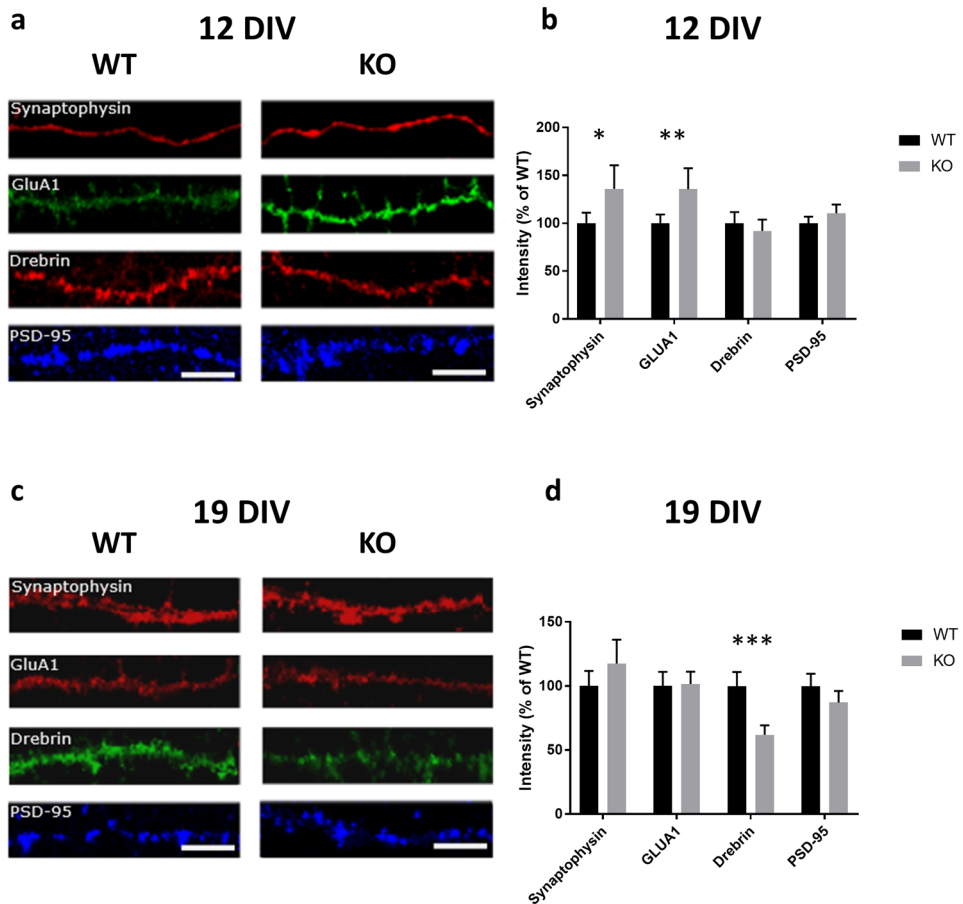 a
12 DIV
WT
KO
Synaptophysin
GluA1
Drebrin
PSD-95
b
12 DIV
Intensity (% of WT)
200
150
100
50
0
*
**
WT
KO
Synaptophysin
GLUA1
Drebrin
PSD-95
c
19 DIV
WT
KO
Synaptophysin
GluA1
Drebrin
PSD-95
d
19 DIV
Intensity (% of WT)
150
100
50
0
***
WT
KO
Synaptophysin
GLUA1
Drebrin
PSD-95